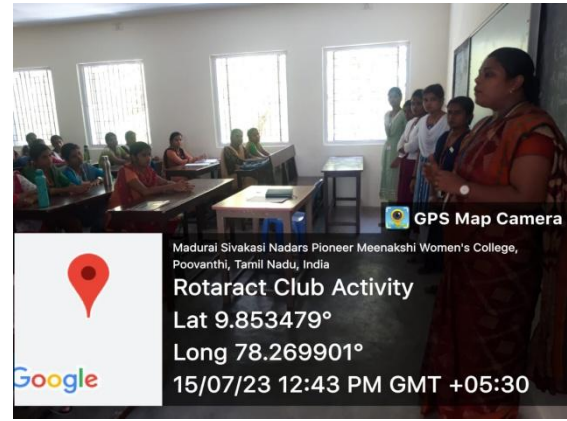 GPS Map Camera
Madurai Sivakasi Nadars Pioneer Meenakshi Women's College,
Poovanthi, Tamil Nadu, India
Rotaract Club Activity
Lat 9.853479°
Long 78.269901°
15/07/23 12:43 PM GMT +05:30
Google